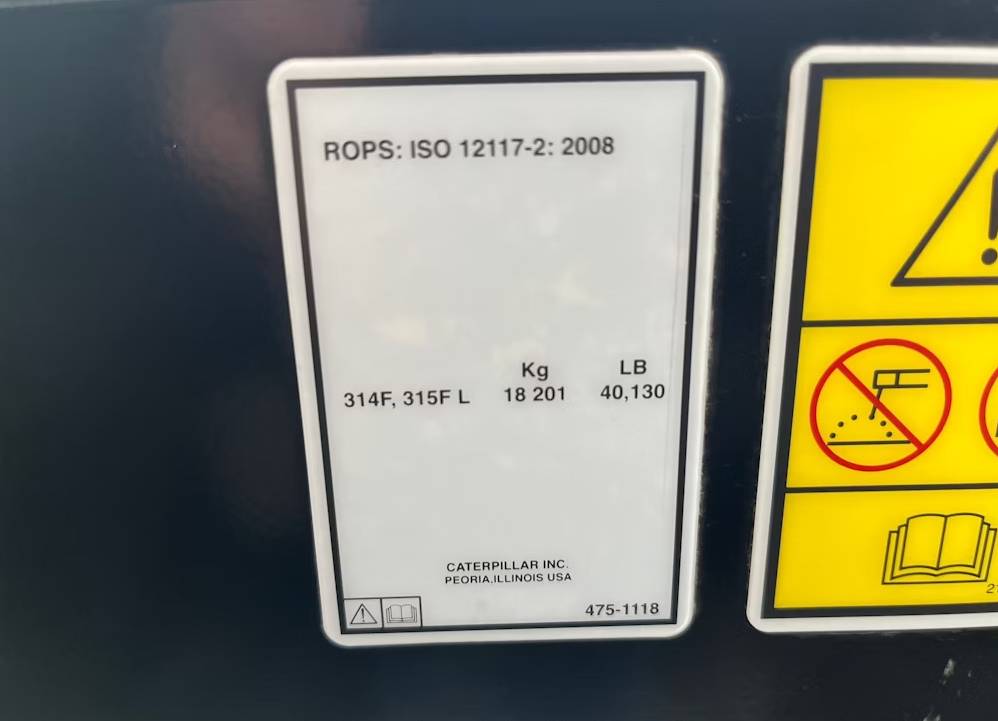 ROPS: ISO 12117-2: 2008
Kg LB
314F, 315F L 18 201 40,130
CATERPILLAR INC.
PEORIA,ILLINOIS USA
475-1118